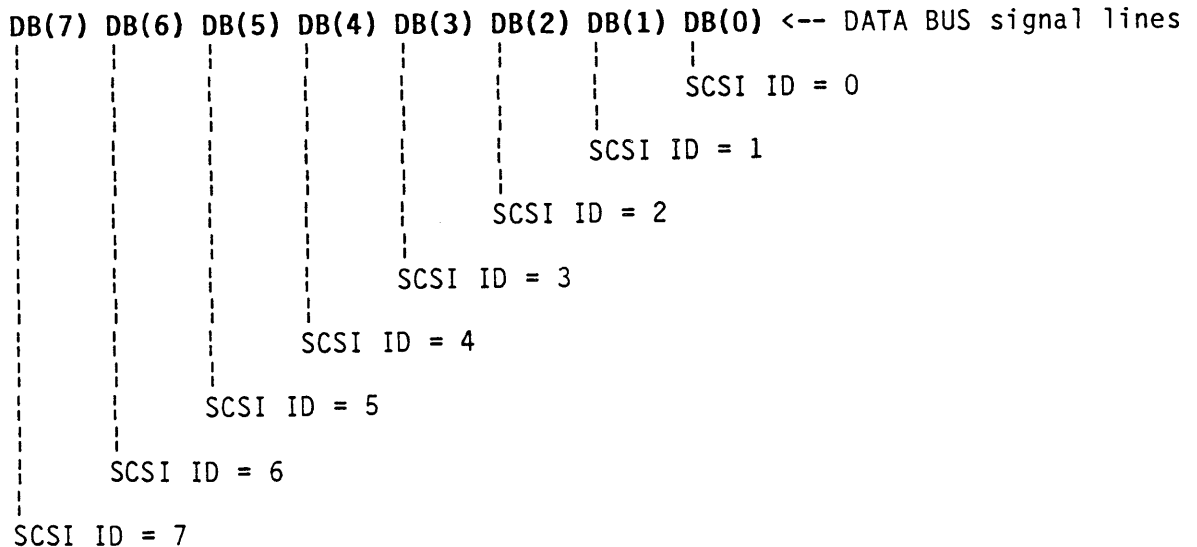 DB(7) DB(6) DB(5) DB(4) DB(3) DB(2) DB(1) DB(0) <-- DATA BUS signal lines
SCSI ID = 0
SCSI ID = 1
SCSI ID = 2
SCSI ID = 3
SCSI ID = 4
SCSI ID = 5
SCSI ID = 6
SCSI ID = 7